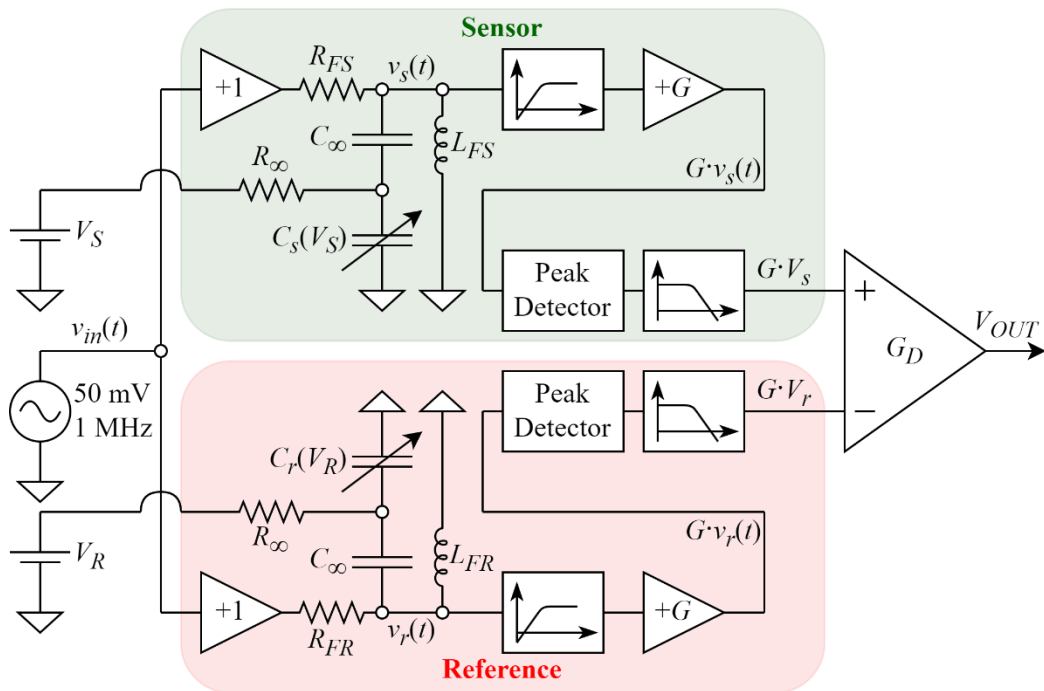 Sensor
+1
R_FS
v_s(t)
+G
C_∞
L_FS
R_∞
G·v_s(t)
V_S
C_s(V_S)
Peak
Detector
G·V_s
v_in(t)
+
V_OUT
G_D
50 mV
1 MHz
Peak
Detector
G·V_r
−
C_r(V_R)
R_∞
G·v_r(t)
V_R
C_∞
L_FR
+1
+G
R_FR
v_r(t)
Reference